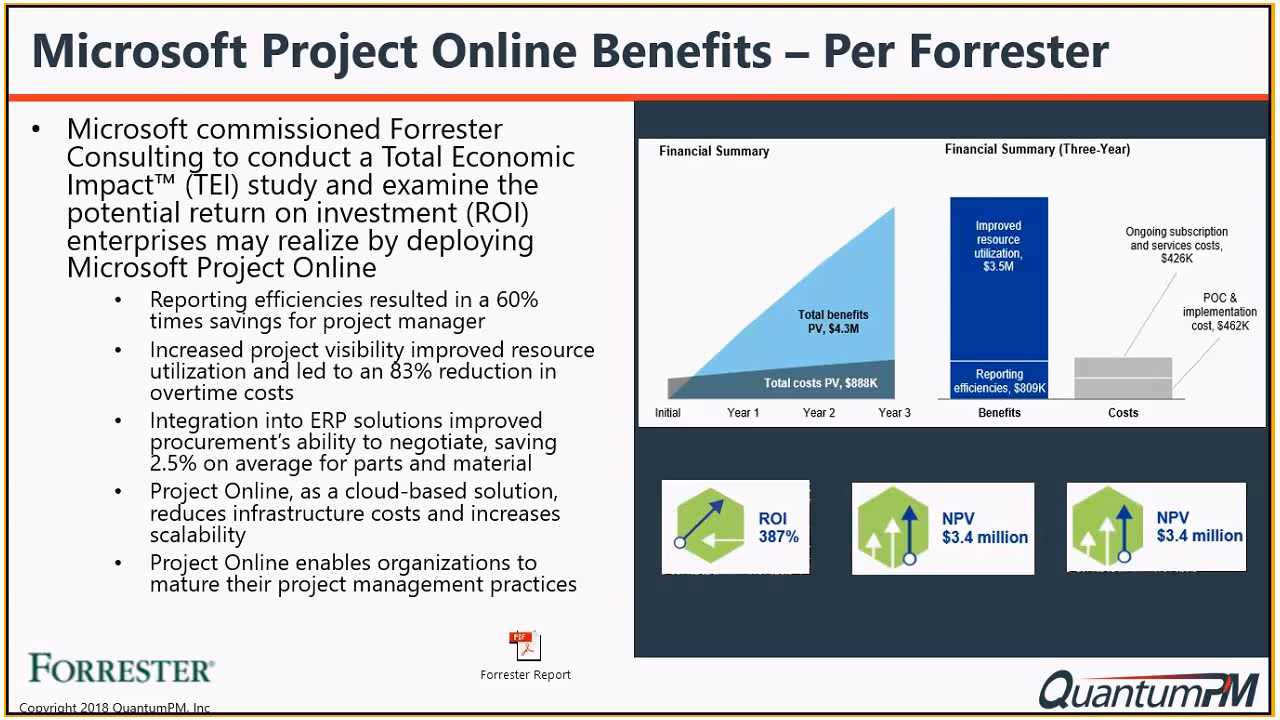 Microsoft Project Online Benefits – Per Forrester
• Microsoft commissioned Forrester
Consulting to conduct a Total Economic
Impact™ (TEI) study and examine the
potential return on investment (ROI)
enterprises may realize by deploying
Microsoft Project Online
• Reporting efficiencies resulted in a 60%
times savings for project manager
• Increased project visibility improved resource
utilization and led to an 83% reduction in
overtime costs
• Integration into ERP solutions improved
procurement's ability to negotiate, saving
2.5% on average for parts and material
• Project Online, as a cloud-based solution,
reduces infrastructure costs and increases
scalability
• Project Online enables organizations to
mature their project management practices
PDF
Forrester Report
FORRESTER®
Copyright 2018 QuantumPM, Inc
Financial Summary
Total benefits
PV, $4.3M
Total costs PV, $888K
Initial Year 1 Year 2 Year 3
Financial Summary (Three-Year)
Improved
resource
utilization,
$3.5M
Reporting
efficiencies, $809K
Ongoing subscription
and services costs,
$426K
POC &
implementation
cost, $462K
Benefits Costs
ROI
387%
NPV
$3.4 million
NPV
$3.4 million
QuantumPM